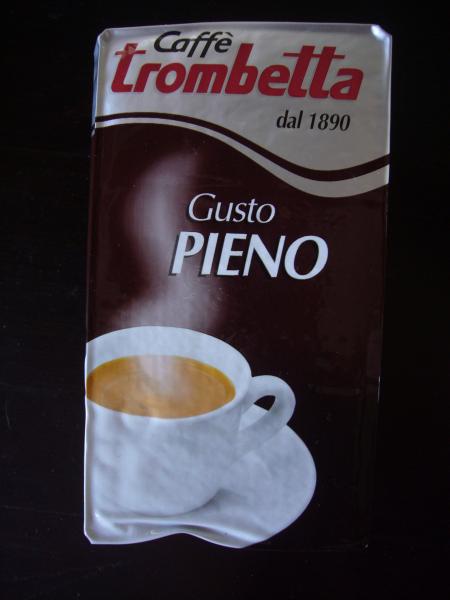 Caffè
trombetta
dal 1890
Gusto
PIENO